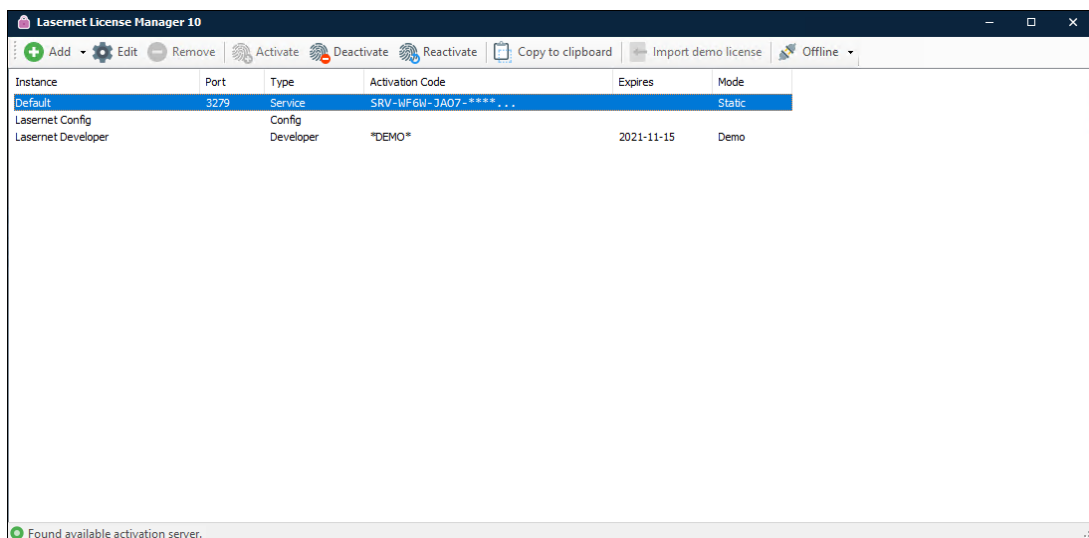 Lasernet License Manager 10
Add Edit Remove Activate Deactivate Reactivate Copy to clipboard Import demo license Offline
Instance Port Type Activation Code Expires Mode
Default 3279 Service SRV-WF6W-JAO7-****... Static
Lasernet Config Config
Lasernet Developer Developer *DEMO* 2021-11-15 Demo
Found available activation server.